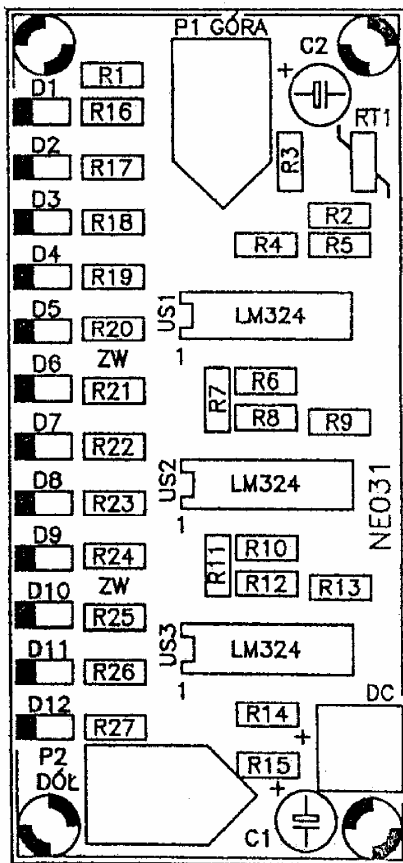 P1 GÓRA
C2
+
R1
D1
R16
RT1
D2
R17
R3
D3
R18
R2
R4
R5
D4
R19
D5
R20
US1
LM324
1
ZW
D6
R21
R7
R6
R8
R9
D7
R22
D8
R23
US2
LM324
1
NE031
D9
R24
R11
R10
ZW
R12
R13
D10
R25
D11
R26
US3
LM324
1
DC
D12
R27
R14
+
P2
DÓŁ
R15
+
C1